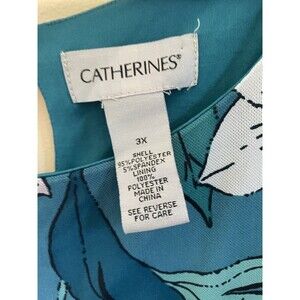 CATHERINES®
3X
SHELL
95%POLYESTER
5%SPANDEX
LINING
100%
POLYESTER
MADE IN
CHINA
SEE REVERSE
FOR CARE